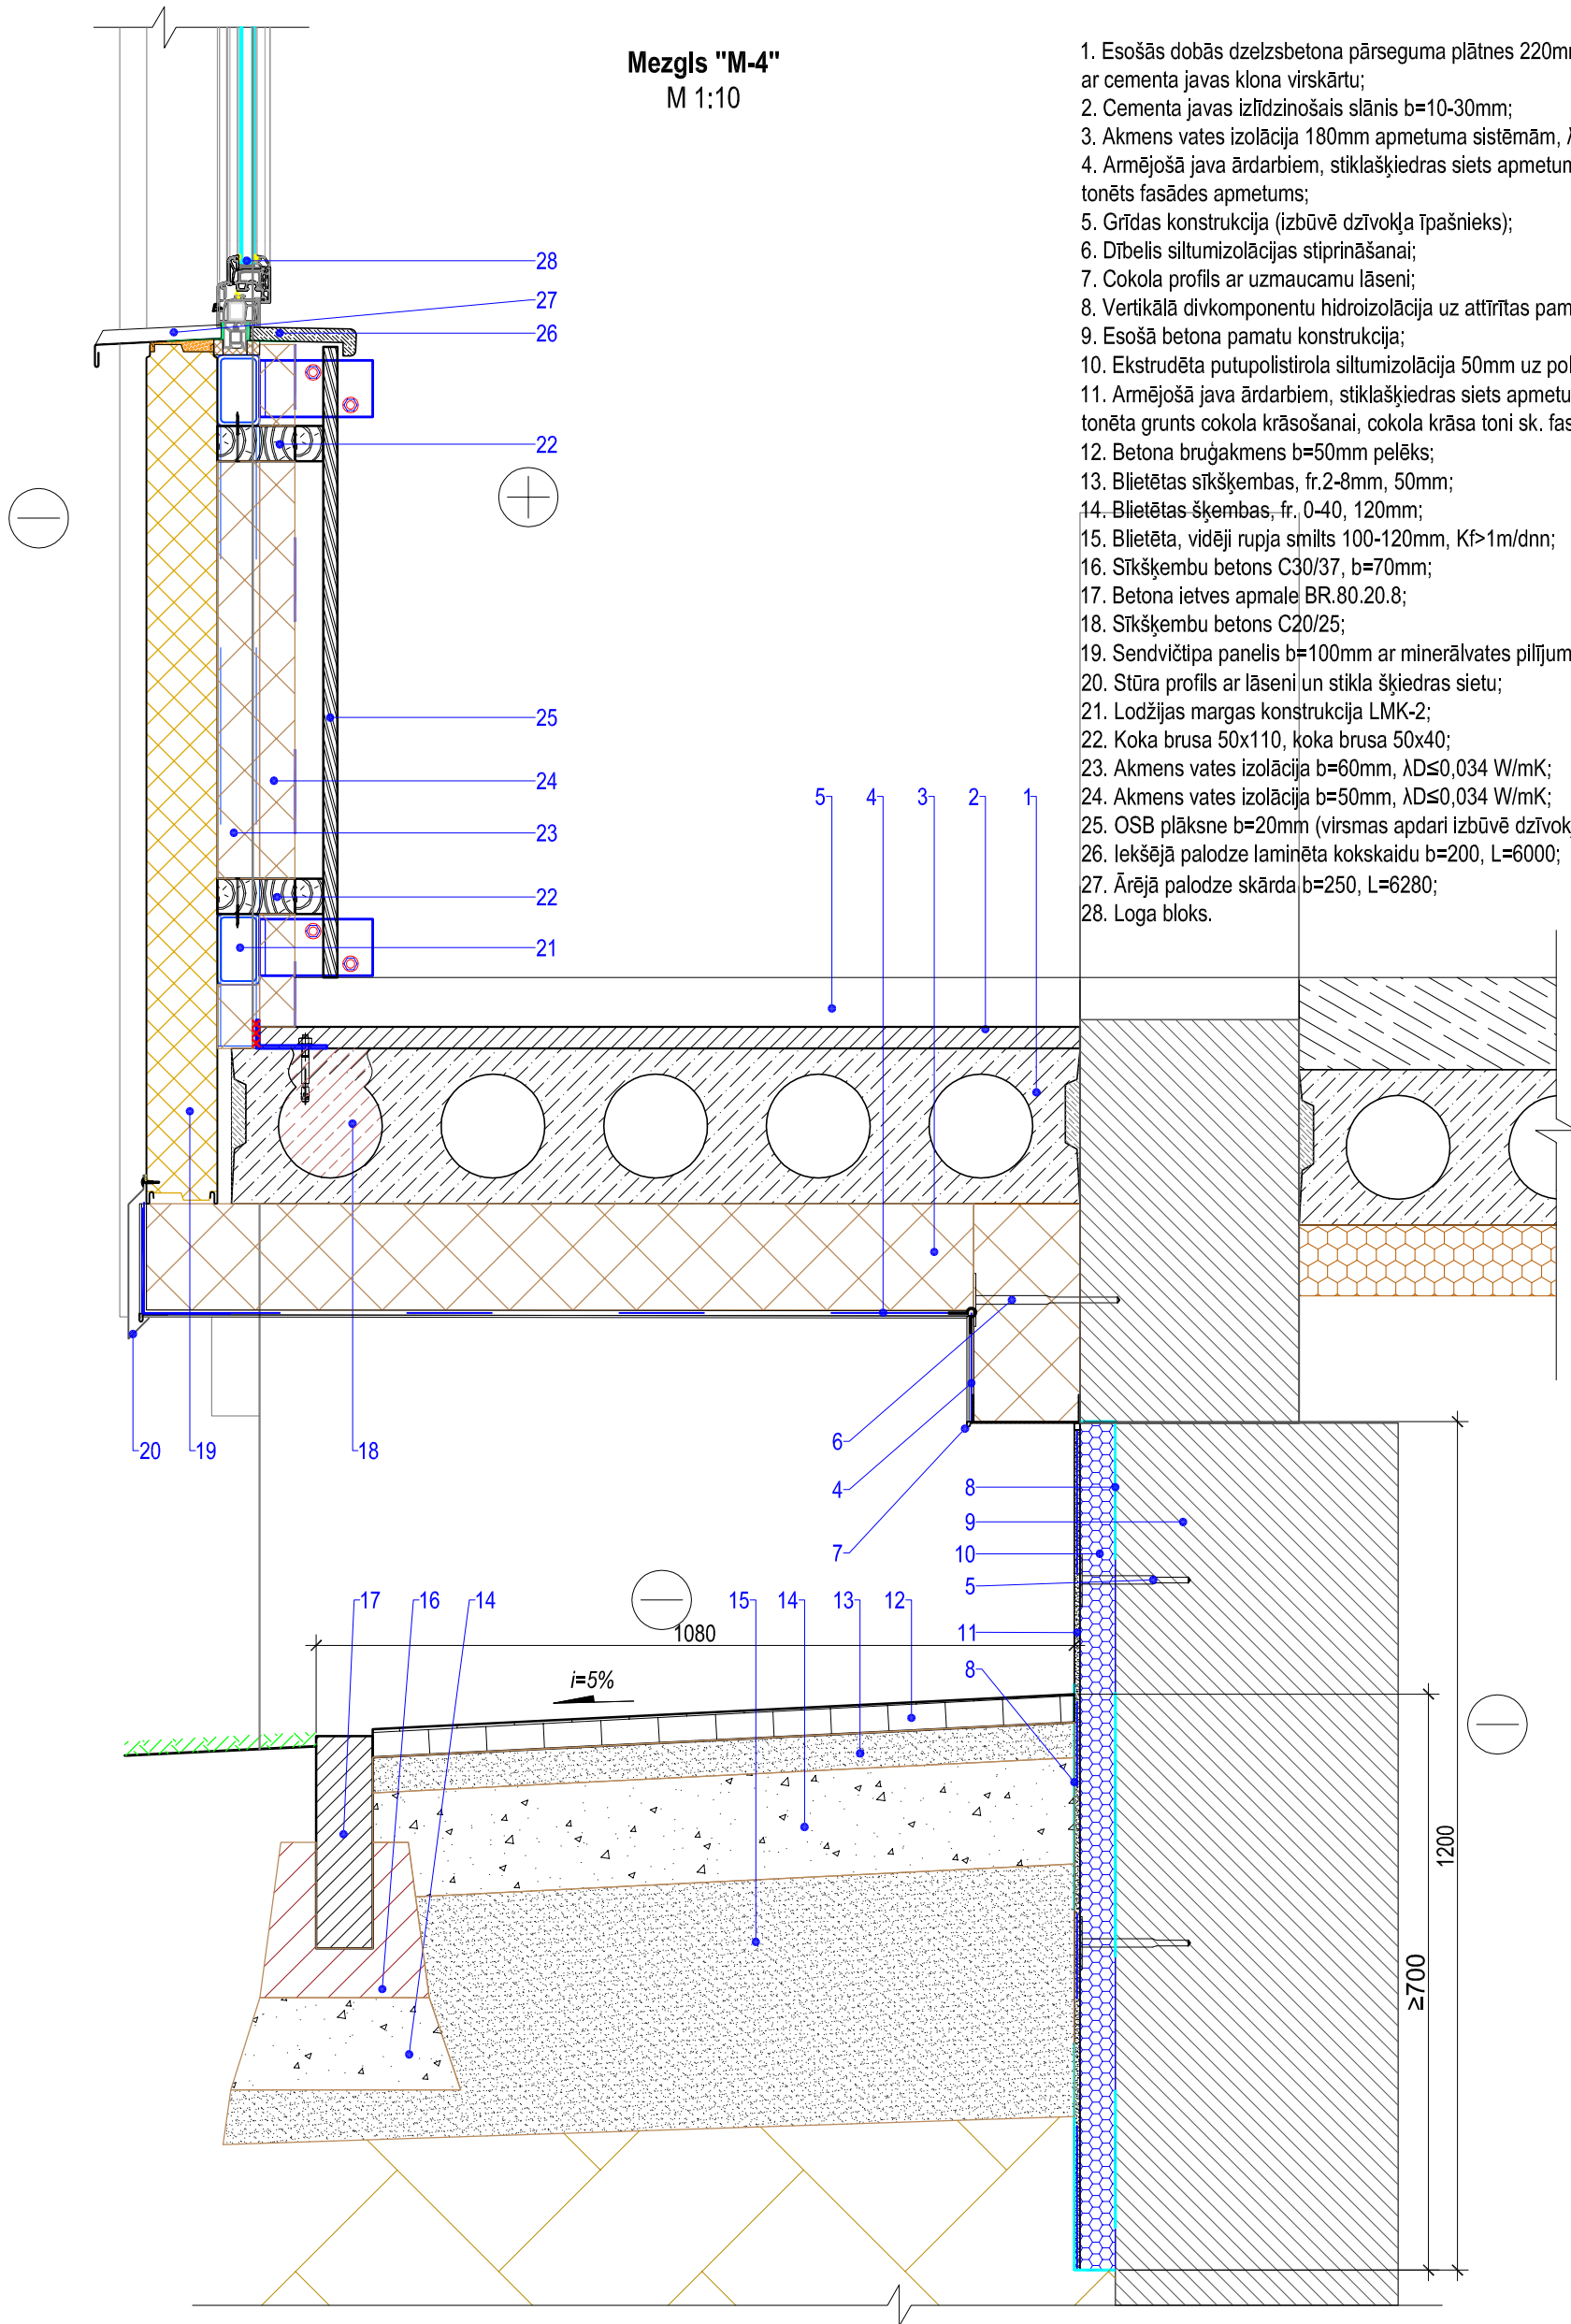 Mezgls "M-4"
M 1:10
1. Esošās dobās dzelzsbetona pārseguma plātnes 220mm
ar cementa javas klona virskārtu;
2. Cementa javas izlīdzinošais slānis b=10-30mm;
3. Akmens vates izolācija 180mm apmetuma sistēmām,
4. Armējošā java ārdarbiem, stiklašķiedras siets
tonēts fasādes apmetums;
5. Grīdas konstrukcija (izbūvē dzīvokļa īpašnieks);
6. Dībelis siltumizolācijas stiprināšanai;
7. Cokola profils ar uzmaucamu lāseni;
8. Vertikālā divkomponentu hidroizolācija uz attīrītas
9. Esošā betona pamatu konstrukcija;
10. Ekstrudēta putupolistirola siltumizolācija 50mm uz
11. Armējošā java ārdarbiem, stiklašķiedras siets
tonēta grunts cokola krāsošanai, cokola krāsa toni sk.
12. Betona bruģakmens b=50mm pelēks;
13. Blietētas sīkšķembas, fr.2-8mm, 50mm;
14. Blietētas šķembas, fr. 0-40, 120mm;
15. Blietēta, vidēji rupja smilts 100-120mm, Kf>1m/dnn;
16. Sīkšķembu betons C30/37, b=70mm;
17. Betona ietves apmale BR.80.20.8;
18. Sīkšķembu betons C20/25;
19. Sendvičtipa panelis b=100mm ar minerālvates
20. Stūra profils ar lāseni un stikla šķiedras sietu;
21. Lodžijas margas konstrukcija LMK-2;
22. Koka brusa 50x110, koka brusa 50x40;
23. Akmens vates izolācija b=60mm, λD≤0,034 W/mK;
24. Akmens vates izolācija b=50mm, λD≤0,034 W/mK;
25. OSB plāksne b=20mm (virsmas apdari izbūvē
26. Iekšējā palodze laminēta kokskaidu b=200, L=6000;
27. Ārējā palodze skārda b=250, L=6280;
28. Loga bloks.
28
27
26
22
25
24
23
22
21
5 4 3 2 1
20 19 18
6
4
7
8
9
10
5
11
8
17 16 14 15 14 13 12
1080
i=5%
1200
≥700